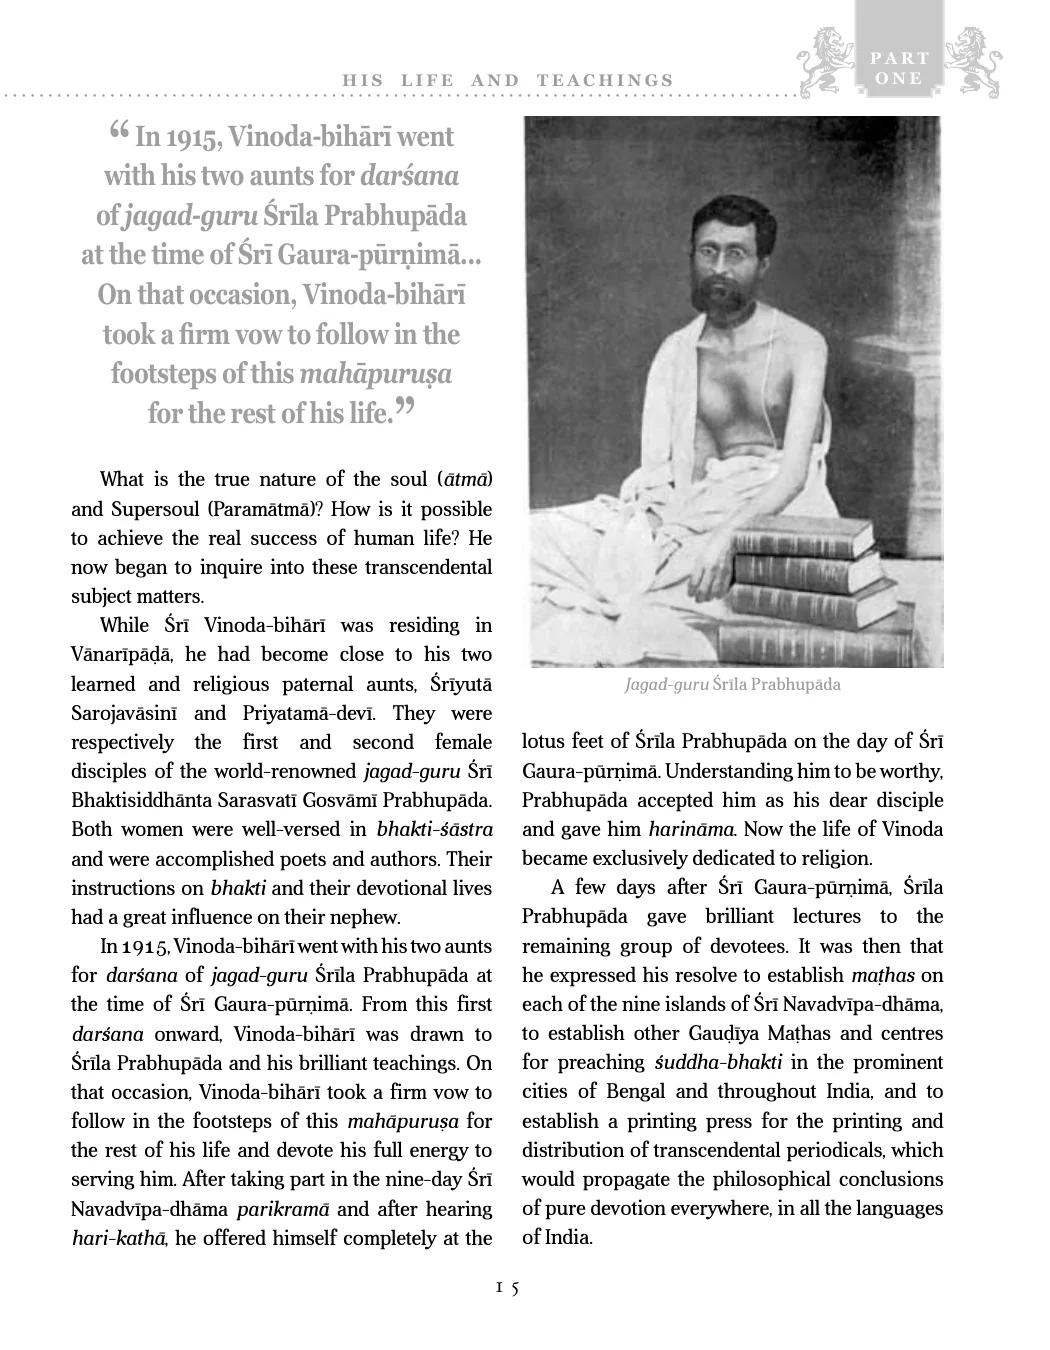 HIS LIFE AND TEACHINGS
PART
ONE
“ In 1915, Vinoda-bihārī went
with his two aunts for darśana
of jagad-guru Śrīla Prabhupāda
at the time of Śrī Gaura-pūrṇimā...
On that occasion, Vinoda-bihārī
took a firm vow to follow in the
footsteps of this mahāpuruṣa
for the rest of his life.”
What is the true nature of the soul (ātmā)
and Supersoul (Paramātmā)? How is it possible
to achieve the real success of human life? He
now began to inquire into these transcendental
subject matters.
While Śrī Vinoda-bihārī was residing in
Vānarīpāḍā, he had become close to his two
learned and religious paternal aunts, Śrīyutā
Sarojavāsinī and Priyatamā-devī. They were
respectively the first and second female
disciples of the world-renowned jagad-guru Śrī
Bhaktisiddhānta Sarasvatī Gosvāmī Prabhupāda.
Both women were well-versed in bhakti-śāstra
and were accomplished poets and authors. Their
instructions on bhakti and their devotional lives
had a great influence on their nephew.
In 1915, Vinoda-bihārī went with his two aunts
for darśana of jagad-guru Śrīla Prabhupāda at
the time of Śrī Gaura-pūrṇimā. From this first
darśana onward, Vinoda-bihārī was drawn to
Śrīla Prabhupāda and his brilliant teachings. On
that occasion, Vinoda-bihārī took a firm vow to
follow in the footsteps of this mahāpuruṣa for
the rest of his life and devote his full energy to
serving him. After taking part in the nine-day Śrī
Navadvīpa-dhāma parikramā and after hearing
hari-kathā, he offered himself completely at the
Jagad-guru Śrīla Prabhupāda
lotus feet of Śrīla Prabhupāda on the day of Śrī
Gaura-pūrṇimā. Understanding him to be worthy,
Prabhupāda accepted him as his dear disciple
and gave him harināma. Now the life of Vinoda
became exclusively dedicated to religion.
A few days after Śrī Gaura-pūrṇimā, Śrīla
Prabhupāda gave brilliant lectures to the
remaining group of devotees. It was then that
he expressed his resolve to establish maṭhas on
each of the nine islands of Śrī Navadvīpa-dhāma,
to establish other Gauḍīya Maṭhas and centres
for preaching śuddha-bhakti in the prominent
cities of Bengal and throughout India, and to
establish a printing press for the printing and
distribution of transcendental periodicals, which
would propagate the philosophical conclusions
of pure devotion everywhere, in all the languages
of India.
15